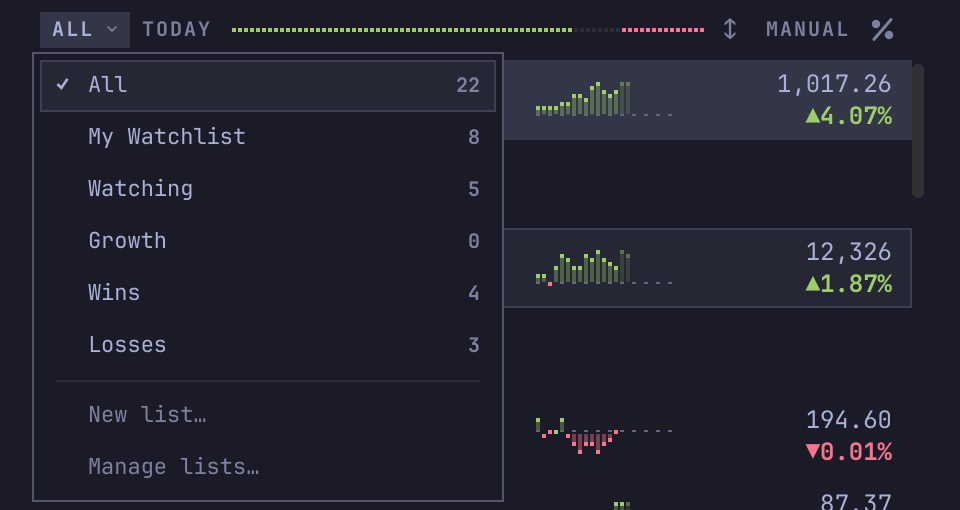 ALL TODAY MANUAL %
All 22
1,017.26
▲4.07%
My Watchlist 8
Watching 5
Growth 0
12,326
▲1.87%
Wins 4
Losses 3
New list…
194.60
▼0.01%
Manage lists…
87.37